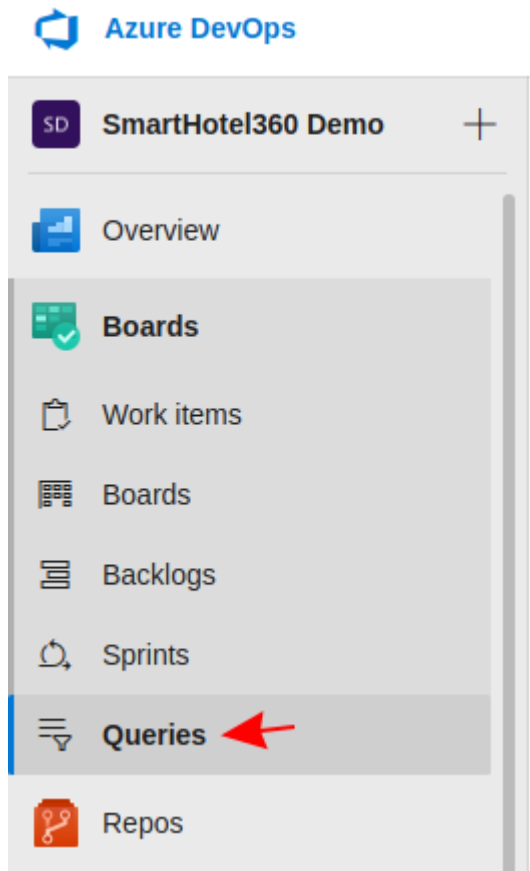 Azure DevOps
SD SmartHotel360 Demo
Overview
Boards
Work items
Boards
Backlogs
Sprints
Queries
Repos